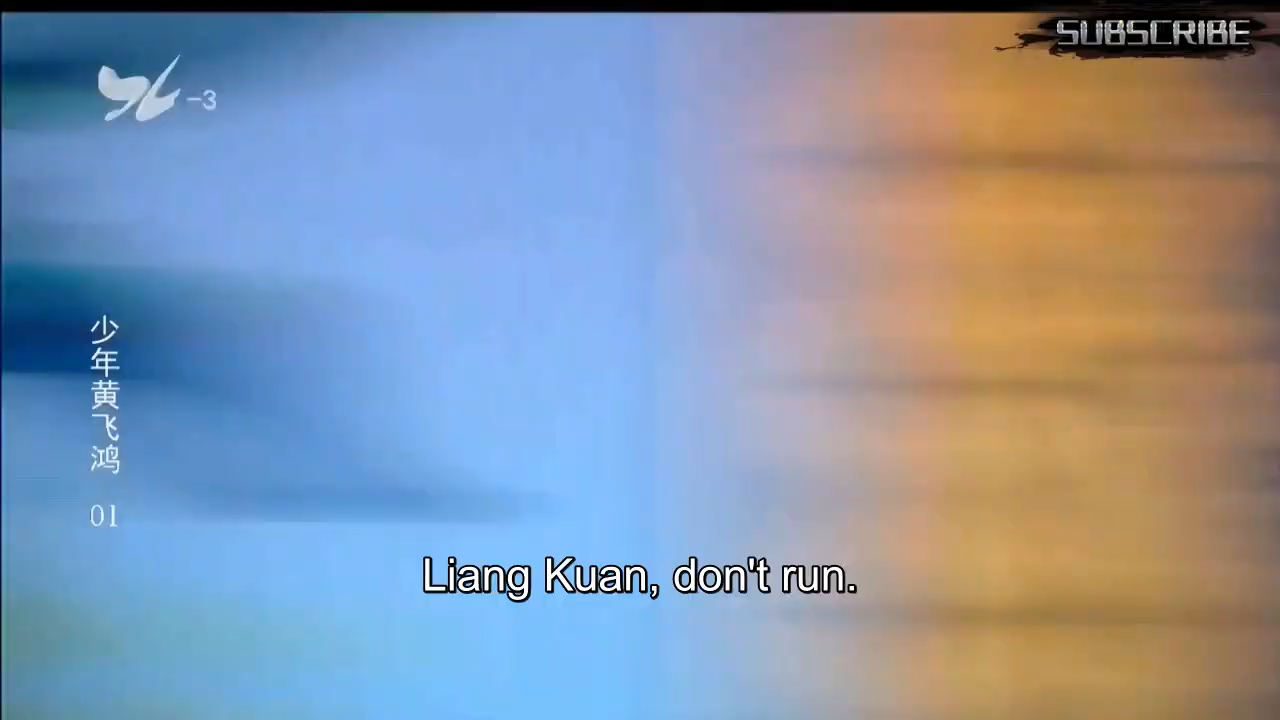 SUBSCRIBE
-3
少年黄飞鸿
01
Liang Kuan, don't run.